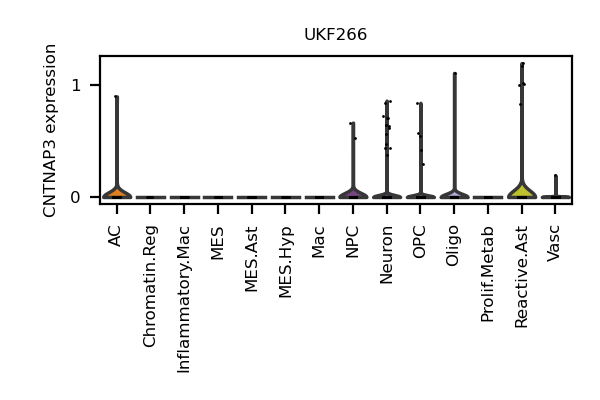 UKF266
CNTNAP3 expression
1
0
AC
Chromatin.Reg
Inflammatory.Mac
MES
MES.Ast
MES.Hyp
Mac
NPC
Neuron
OPC
Oligo
Prolif.Metab
Reactive.Ast
Vasc